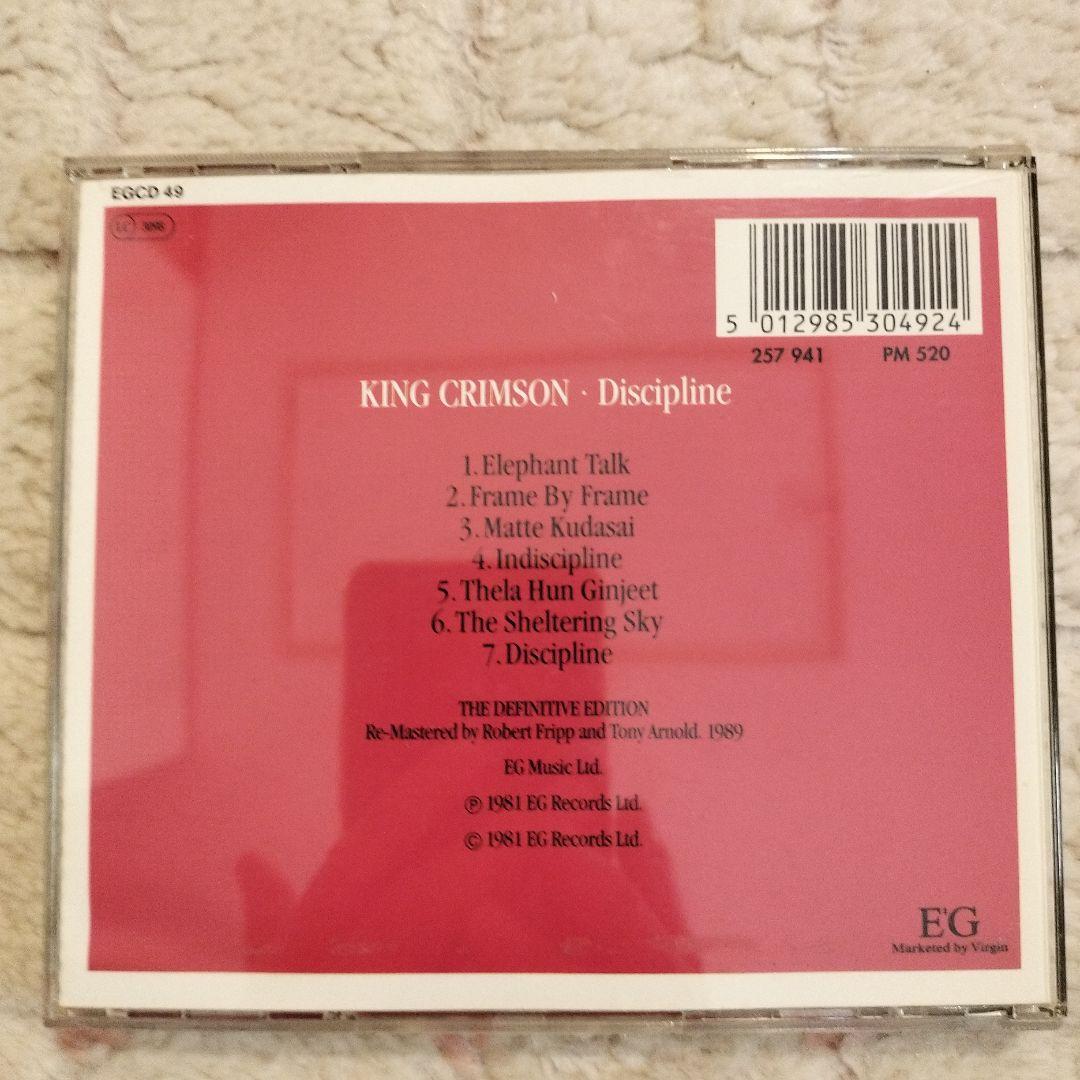 EGCD 49
LC 3098
5 012985 304924
257 941 PM 520
KING CRIMSON · Discipline
1. Elephant Talk
2. Frame By Frame
3. Matte Kudasai
4. Indiscipline
5. Thela Hun Ginjeet
6. The Sheltering Sky
7. Discipline
THE DEFINITIVE EDITION
Re-Mastered by Robert Fripp and Tony Arnold. 1989
EG Music Ltd.
℗ 1981 EG Records Ltd.
© 1981 EG Records Ltd.
E'G
Marketed by Virgin